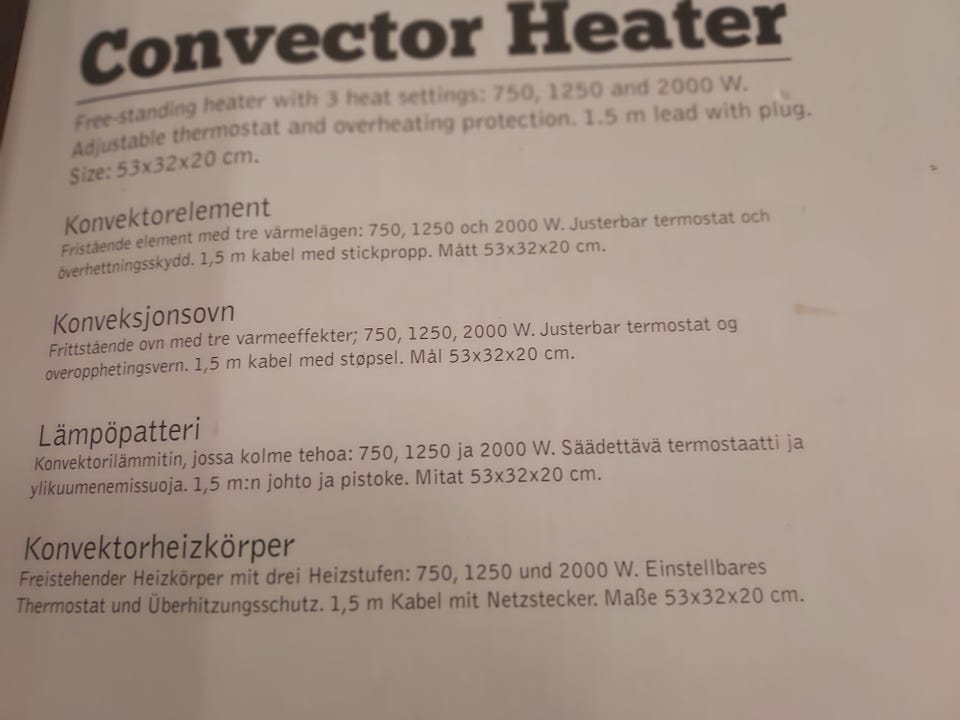 Convector Heater
Free-standing heater with 3 heat settings: 750, 1250 and 2000 W.
Adjustable thermostat and overheating protection. 1.5 m lead with plug.
Size: 53x32x20 cm.
Konvektorelement
Fristående element med tre värmelägen: 750, 1250 och 2000 W. Justerbar termostat och
överhettningsskydd. 1,5 m kabel med stickpropp. Mått 53x32x20 cm.
Konveksjonsovn
Frittstående ovn med tre varmeeffekter; 750, 1250, 2000 W. Justerbar termostat og
overopphetingsvern. 1,5 m kabel med støpsel. Mål 53x32x20 cm.
Lämpöpatteri
Konvektorilämmitin, jossa kolme tehoa: 750, 1250 ja 2000 W. Säädettävä termostaatti ja
ylikuumenemissuoja. 1,5 m:n johto ja pistoke. Mitat 53x32x20 cm.
Konvektorheizkörper
Freistehender Heizkörper mit drei Heizstufen: 750, 1250 und 2000 W. Einstellbares
Thermostat und Überhitzungsschutz. 1,5 m Kabel mit Netzstecker. Maße 53x32x20 cm.